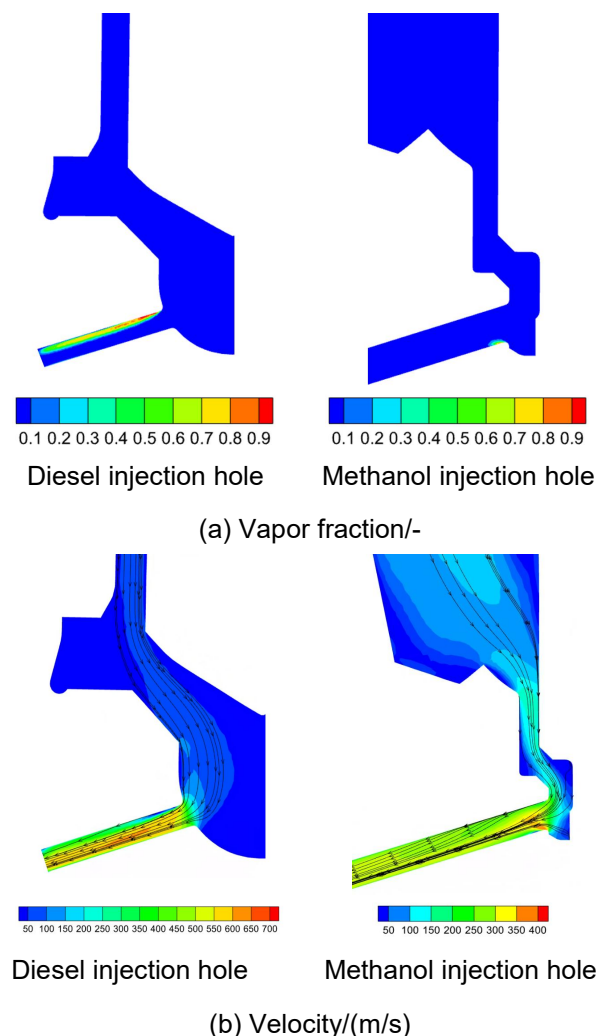 0.1 0.2 0.3 0.4 0.5 0.6 0.7 0.8 0.9
0.1 0.2 0.3 0.4 0.5 0.6 0.7 0.8 0.9
Diesel injection hole
Methanol injection hole
(a) Vapor fraction/-
50 100 150 200 250 300 350 400 450 500 550 600 650 700
50 100 150 200 250 300 350 400
Diesel injection hole
Methanol injection hole
(b) Velocity/(m/s)